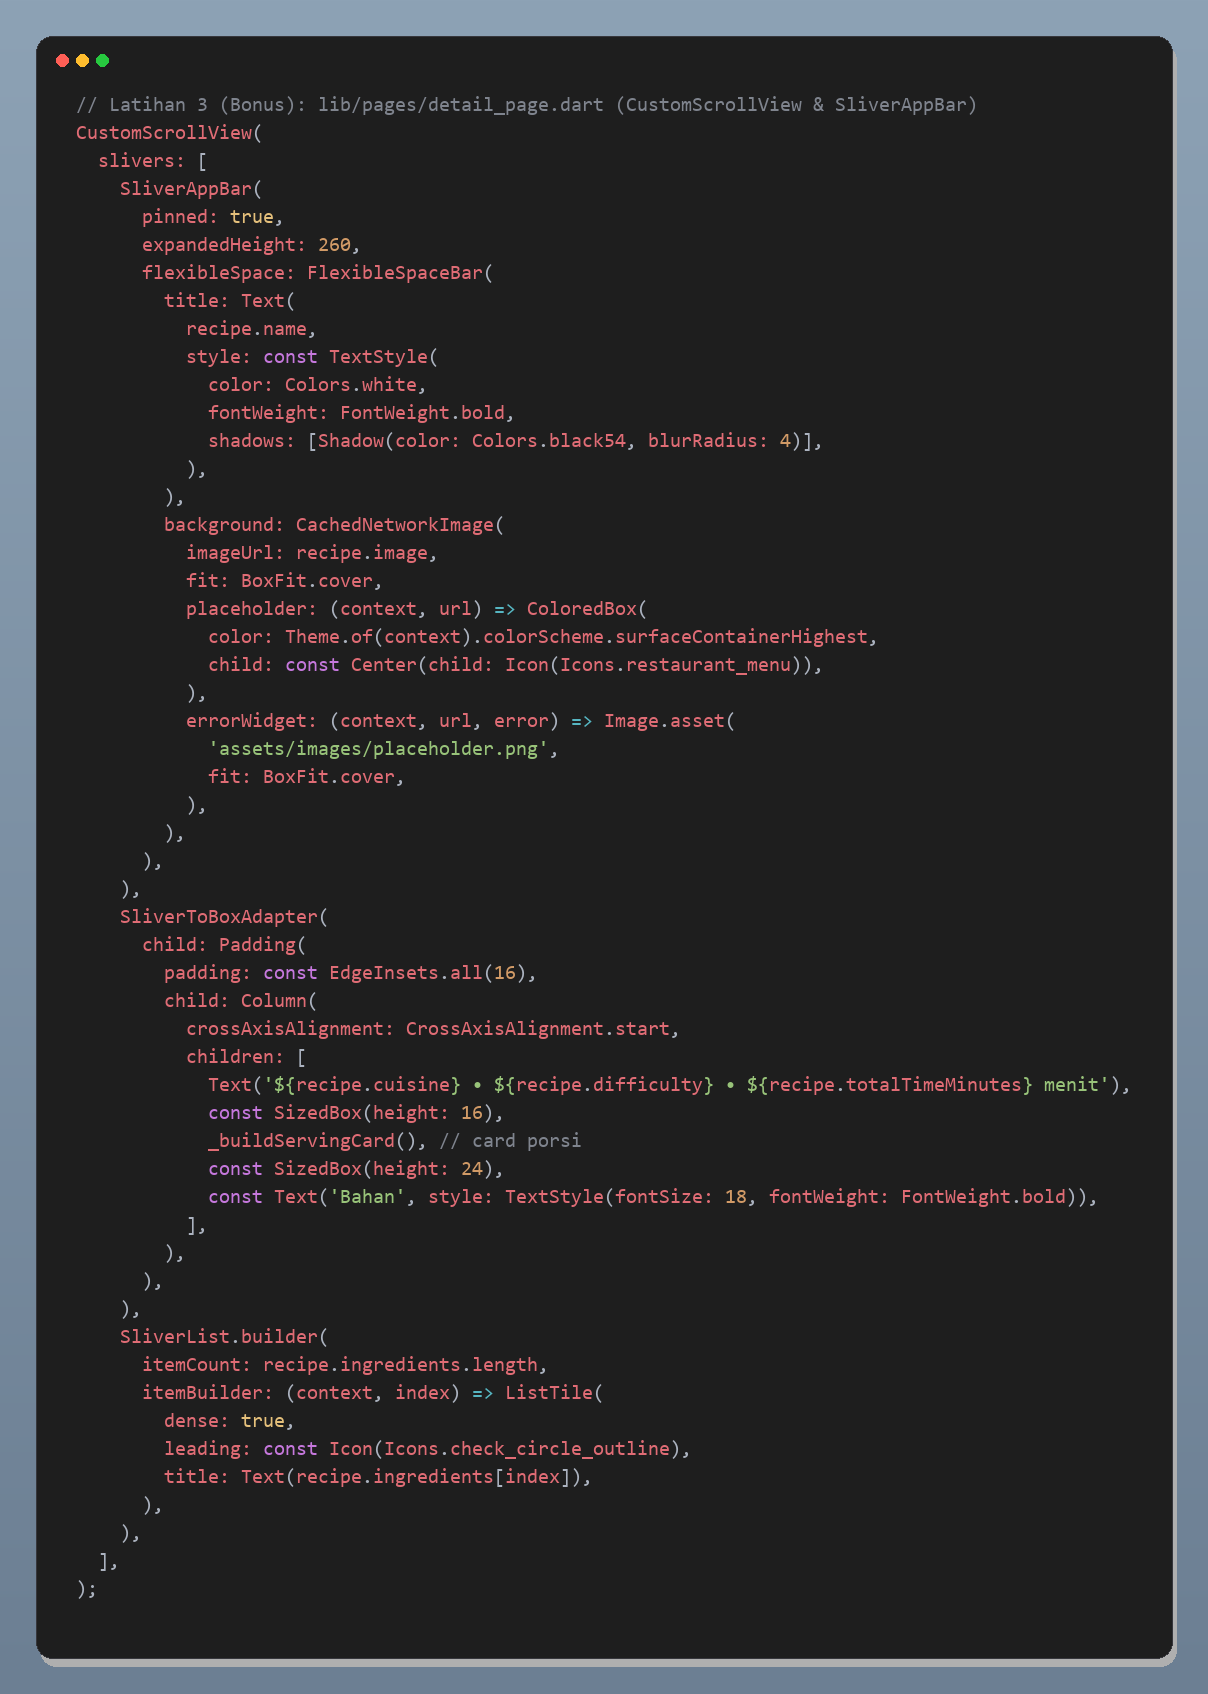 // Latihan 3 (Bonus): lib/pages/detail_page.dart (CustomScrollView & SliverAppBar)
CustomScrollView(
  slivers: [
    SliverAppBar(
      pinned: true,
      expandedHeight: 260,
      flexibleSpace: FlexibleSpaceBar(
        title: Text(
          recipe.name,
          style: const TextStyle(
            color: Colors.white,
            fontWeight: FontWeight.bold,
            shadows: [Shadow(color: Colors.black54, blurRadius: 4)],
          ),
        ),
        background: CachedNetworkImage(
          imageUrl: recipe.image,
          fit: BoxFit.cover,
          placeholder: (context, url) => ColoredBox(
            color: Theme.of(context).colorScheme.surfaceContainerHighest,
            child: const Center(child: Icon(Icons.restaurant_menu)),
          ),
          errorWidget: (context, url, error) => Image.asset(
            'assets/images/placeholder.png',
            fit: BoxFit.cover,
          ),
        ),
      ),
    ),
    SliverToBoxAdapter(
      child: Padding(
        padding: const EdgeInsets.all(16),
        child: Column(
          crossAxisAlignment: CrossAxisAlignment.start,
          children: [
            Text('${recipe.cuisine} • ${recipe.difficulty} • ${recipe.totalTimeMinutes} menit'),
            const SizedBox(height: 16),
            _buildServingCard(), // card porsi
            const SizedBox(height: 24),
            const Text('Bahan', style: TextStyle(fontSize: 18, fontWeight: FontWeight.bold)),
          ],
        ),
      ),
    ),
    SliverList.builder(
      itemCount: recipe.ingredients.length,
      itemBuilder: (context, index) => ListTile(
        dense: true,
        leading: const Icon(Icons.check_circle_outline),
        title: Text(recipe.ingredients[index]),
      ),
    ),
  ],
);